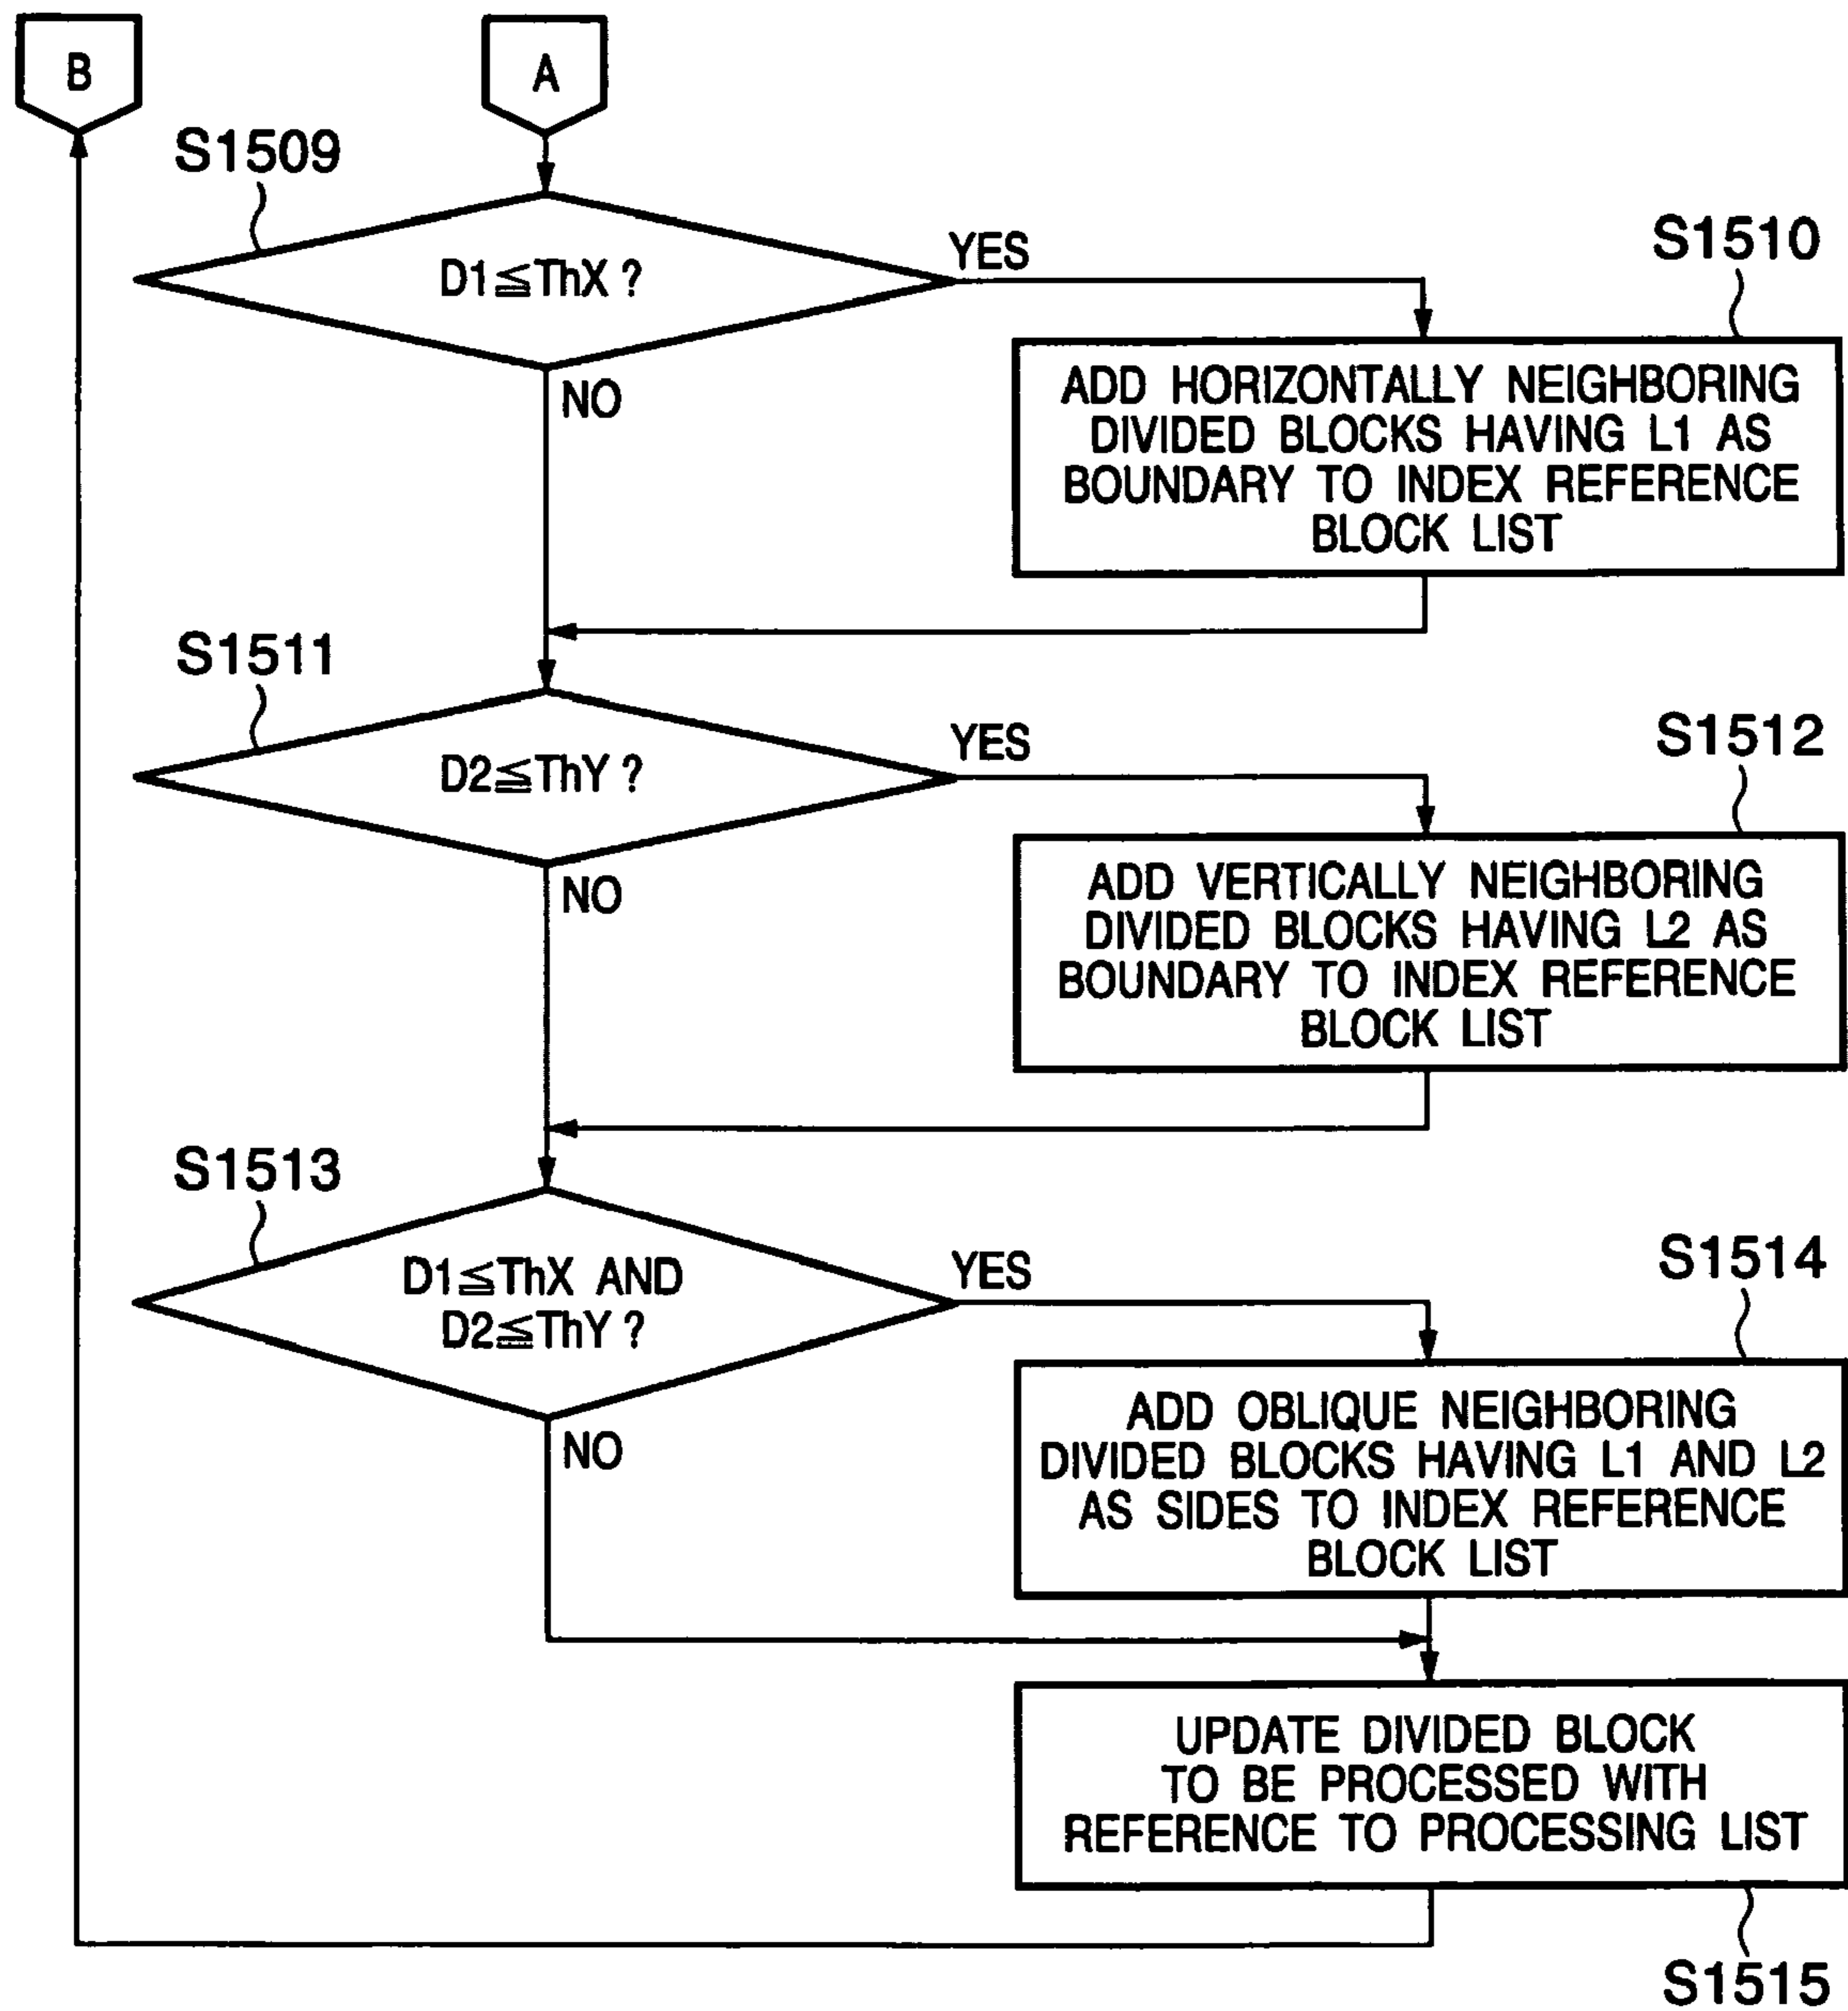 B
A
S1509
D1≦ThX ?
YES
NO
S1510
ADD HORIZONTALLY NEIGHBORING
DIVIDED BLOCKS HAVING L1 AS
BOUNDARY TO INDEX REFERENCE
BLOCK LIST
S1511
D2≦ThY ?
YES
NO
S1512
ADD VERTICALLY NEIGHBORING
DIVIDED BLOCKS HAVING L2 AS
BOUNDARY TO INDEX REFERENCE
BLOCK LIST
S1513
D1≦ThX AND
D2≦ThY ?
YES
NO
S1514
ADD OBLIQUE NEIGHBORING
DIVIDED BLOCKS HAVING L1 AND L2
AS SIDES TO INDEX REFERENCE
BLOCK LIST
UPDATE DIVIDED BLOCK
TO BE PROCESSED WITH
REFERENCE TO PROCESSING LIST
S1515